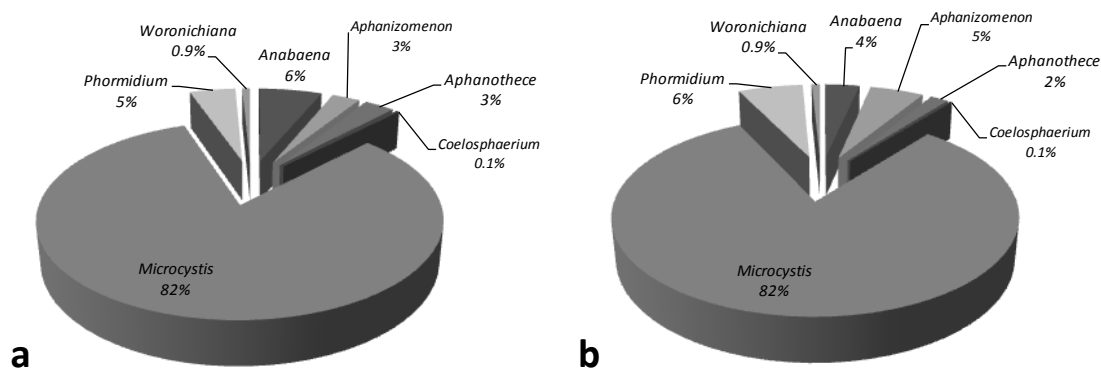 Woronichiana
0.9%
Anabaena
6%
Aphanizomenon
3%
Aphanothece
3%
Coelosphaerium
0.1%
Phormidium
5%
Microcystis
82%
a
Woronichiana
0.9%
Anabaena
4%
Aphanizomenon
5%
Aphanothece
2%
Coelosphaerium
0.1%
Phormidium
6%
Microcystis
82%
b